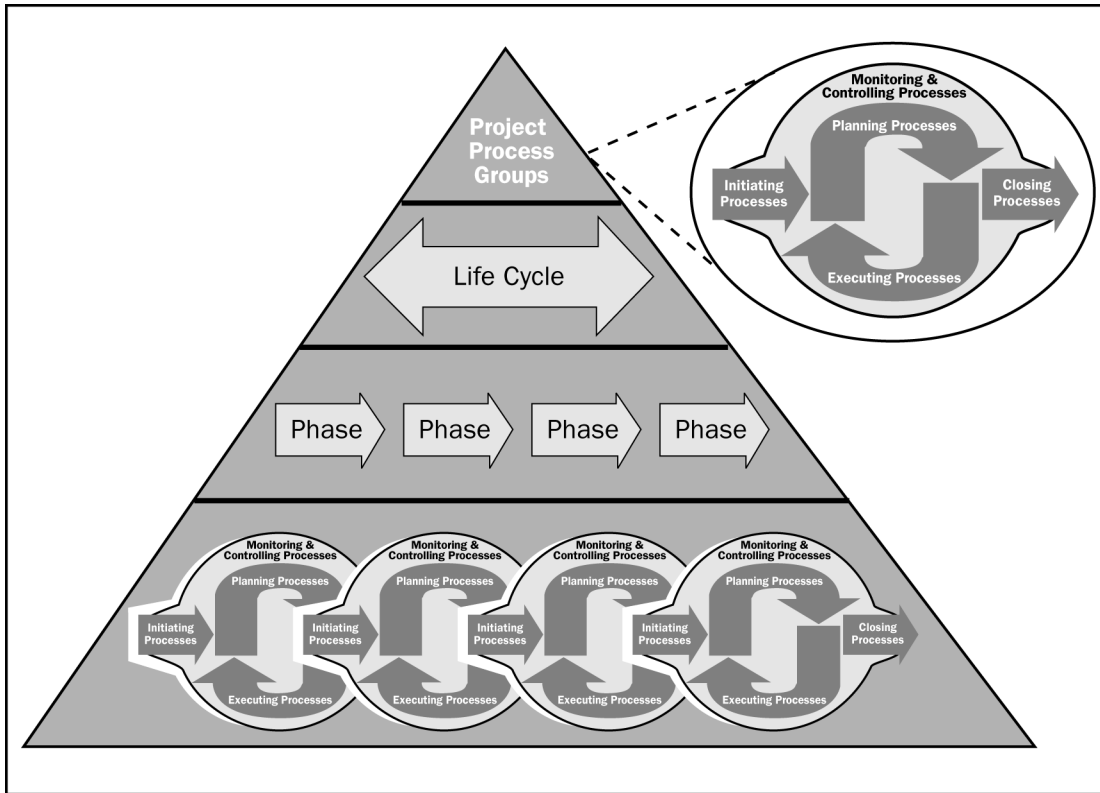 Project
Process
Groups
Monitoring &
Controlling Processes
Planning Processes
Initiating
Processes
Closing
Processes
Executing Processes
Life Cycle
Phase
Phase
Phase
Phase
Monitoring &
Controlling Processes
Planning Processes
Initiating
Processes
Executing Processes
Monitoring &
Controlling Processes
Planning Processes
Initiating
Processes
Executing Processes
Monitoring &
Controlling Processes
Planning Processes
Initiating
Processes
Executing Processes
Monitoring &
Controlling Processes
Planning Processes
Initiating
Processes
Closing
Processes
Executing Processes